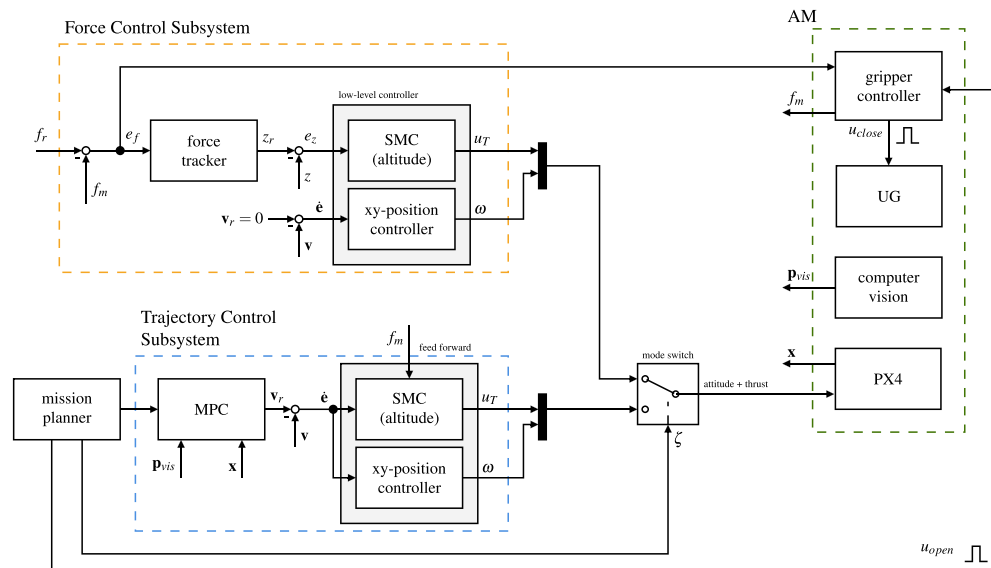 Force Control Subsystem
AM
low-level controller
gripper
controller
f_m
u_close
f_r
e_f
-
f_m
force
tracker
z_r
-
e_z
z
SMC
(altitude)
u_T
v_r = 0
-
ė
v
xy-position
controller
ω
UG
p_vis
computer
vision
Trajectory Control
Subsystem
f_m
feed forward
mode switch
x
PX4
attitude + thrust
mission
planner
MPC
v_r
-
ė
v
SMC
(altitude)
u_T
ζ
p_vis
x
xy-position
controller
ω
u_open